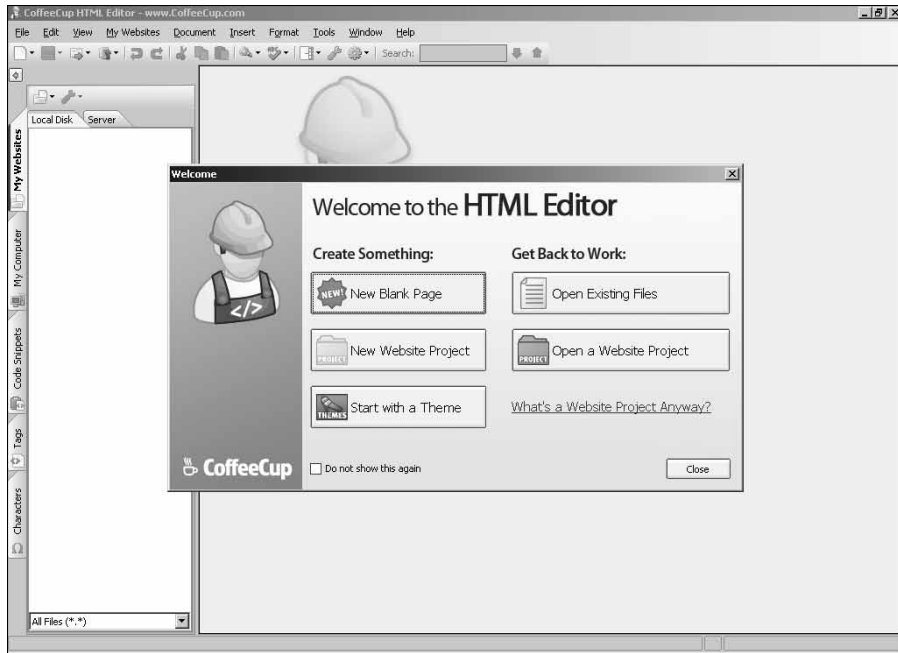 CoffeeCup HTML Editor - www.CoffeeCup.com
File Edit View My Websites Document Insert Format Tools Window Help
Search:
Local Disk Server
My Websites
My Computer
Code Snippets
Tags
Characters
Welcome
Welcome to the HTML Editor
Create Something: Get Back to Work:
NEW! New Blank Page Open Existing Files
PROJECT New Website Project PROJECT Open a Website Project
THEMES Start with a Theme What's a Website Project Anyway?
</>
CoffeeCup Do not show this again Close
All Files (*.*)